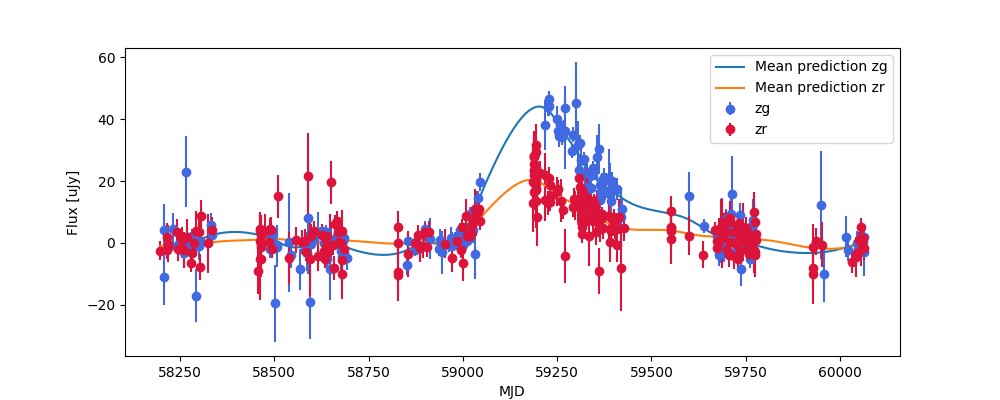 Flux [uJy]
60
40
20
0
−20
58250
58500
58750
59000
59250
59500
59750
60000
MJD
Mean prediction zg
Mean prediction zr
zg
zr